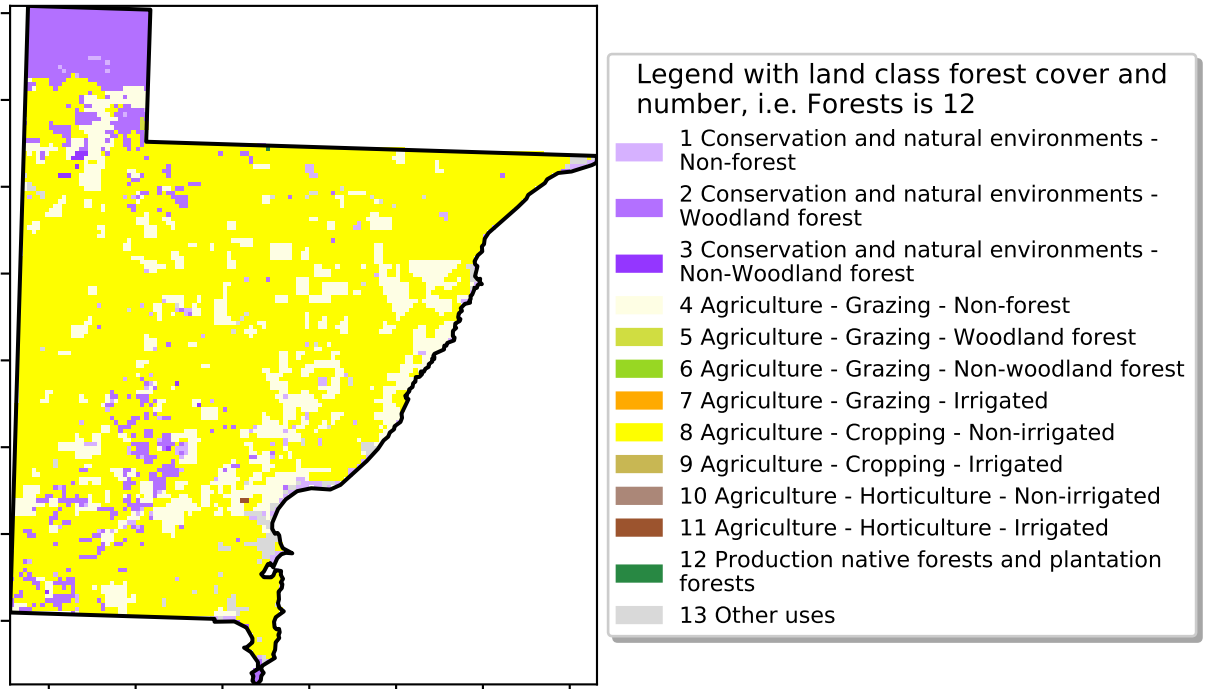 Legend with land class forest cover and
number, i.e. Forests is 12
1 Conservation and natural environments -
Non-forest
2 Conservation and natural environments -
Woodland forest
3 Conservation and natural environments -
Non-Woodland forest
4 Agriculture - Grazing - Non-forest
5 Agriculture - Grazing - Woodland forest
6 Agriculture - Grazing - Non-woodland forest
7 Agriculture - Grazing - Irrigated
8 Agriculture - Cropping - Non-irrigated
9 Agriculture - Cropping - Irrigated
10 Agriculture - Horticulture - Non-irrigated
11 Agriculture - Horticulture - Irrigated
12 Production native forests and plantation
forests
13 Other uses